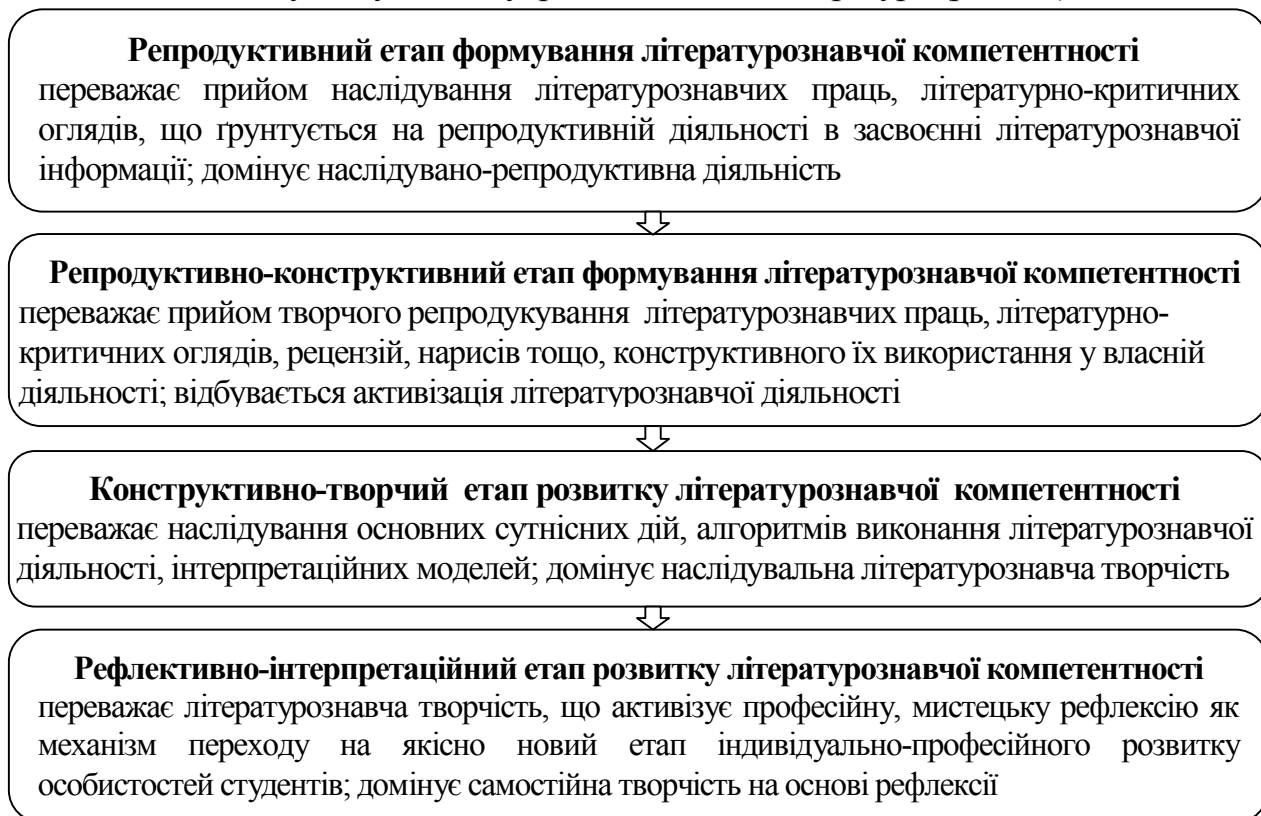 Репродуктивний етап формування літературознавчої компетентності
переважає прийом наслідування літературознавчих праць, літературно-критичних
оглядів, що ґрунтується на репродуктивній діяльності в засвоєнні літературознавчої
інформації; домінує наслідувано-репродуктивна діяльність
Репродуктивно-конструктивний етап формування літературознавчої компетентності
переважає прийом творчого репродукування літературознавчих праць, літературно-
критичних оглядів, рецензій, нарисів тощо, конструктивного їх використання у власній
діяльності; відбувається активізація літературознавчої діяльності
Конструктивно-творчий етап розвитку літературознавчої компетентності
переважає наслідування основних сутнісних дій, алгоритмів виконання літературознавчої
діяльності, інтерпретаційних моделей; домінує наслідувальна літературознавча творчість
Рефлективно-інтерпретаційний етап розвитку літературознавчої компетентності
переважає літературознавча творчість, що активізує професійну, мистецьку рефлексію як
механізм переходу на якісно новий етап індивідуально-професійного розвитку
особистостей студентів; домінує самостійна творчість на основі рефлексії